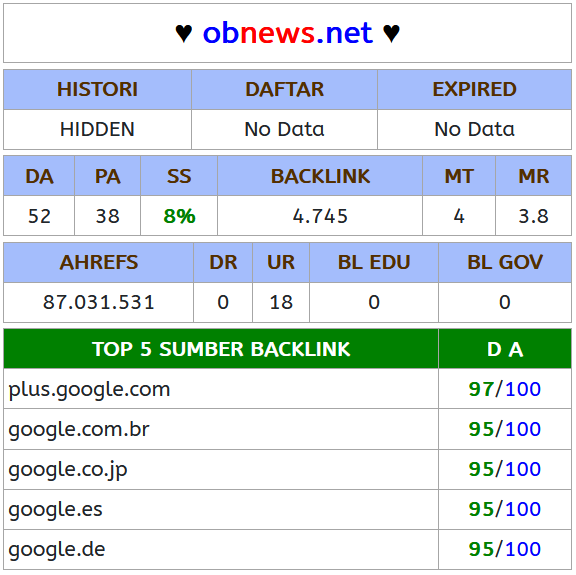 ♥ obnews.net ♥
HISTORI DAFTAR EXPIRED
HIDDEN No Data No Data
DA PA SS BACKLINK MT MR
52 38 8% 4.745 4 3.8
AHREFS DR UR BL EDU BL GOV
87.031.531 0 18 0 0
TOP 5 SUMBER BACKLINK D A
plus.google.com 97/100
google.com.br 95/100
google.co.jp 95/100
google.es 95/100
google.de 95/100